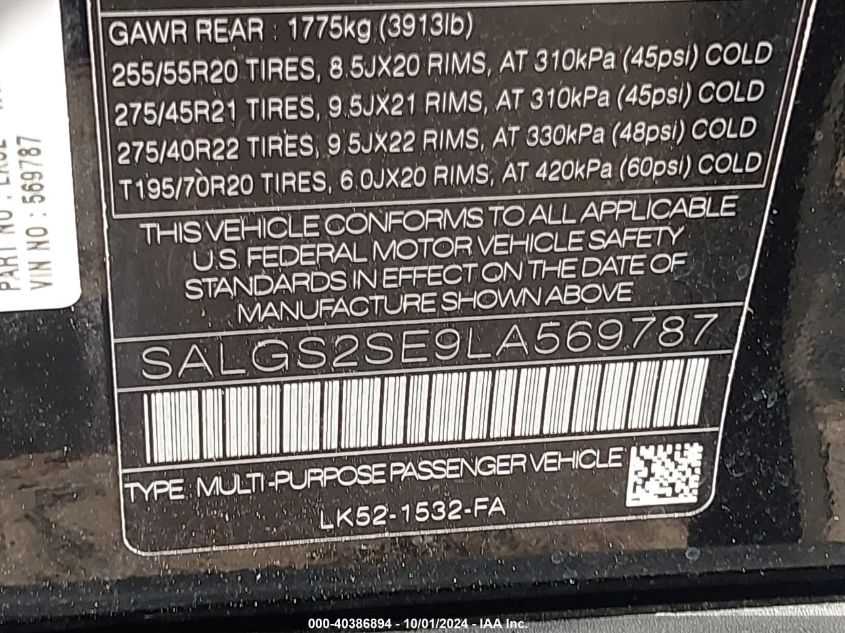 GAWR REAR : 1775kg (3913lb)
255/55R20 TIRES, 8.5JX20 RIMS, AT 310kPa (45psi) COLD
275/45R21 TIRES, 9.5JX21 RIMS, AT 310kPa (45psi) COLD
275/40R22 TIRES, 9.5JX22 RIMS, AT 330kPa (48psi) COLD
T195/70R20 TIRES, 6.0JX20 RIMS, AT 420kPa (60psi) COLD
THIS VEHICLE CONFORMS TO ALL APPLICABLE
U.S. FEDERAL MOTOR VEHICLE SAFETY
STANDARDS IN EFFECT ON THE DATE OF
MANUFACTURE SHOWN ABOVE
SALGS2SE9LA569787
TYPE: MULTI-PURPOSE PASSENGER VEHICLE
LK52-1532-FA
PART NO :
VIN NO : 569787
000-40386894 - 10/01/2024 - IAA Inc.